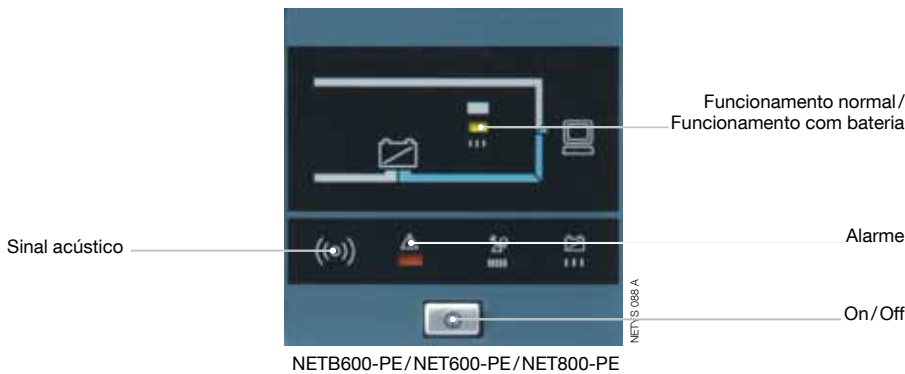 Funcionamento normal/
Funcionamento com bateria
Sinal acústico
Alarme
On/Off
NETYS 088 A
NETB600-PE/NET600-PE/NET800-PE